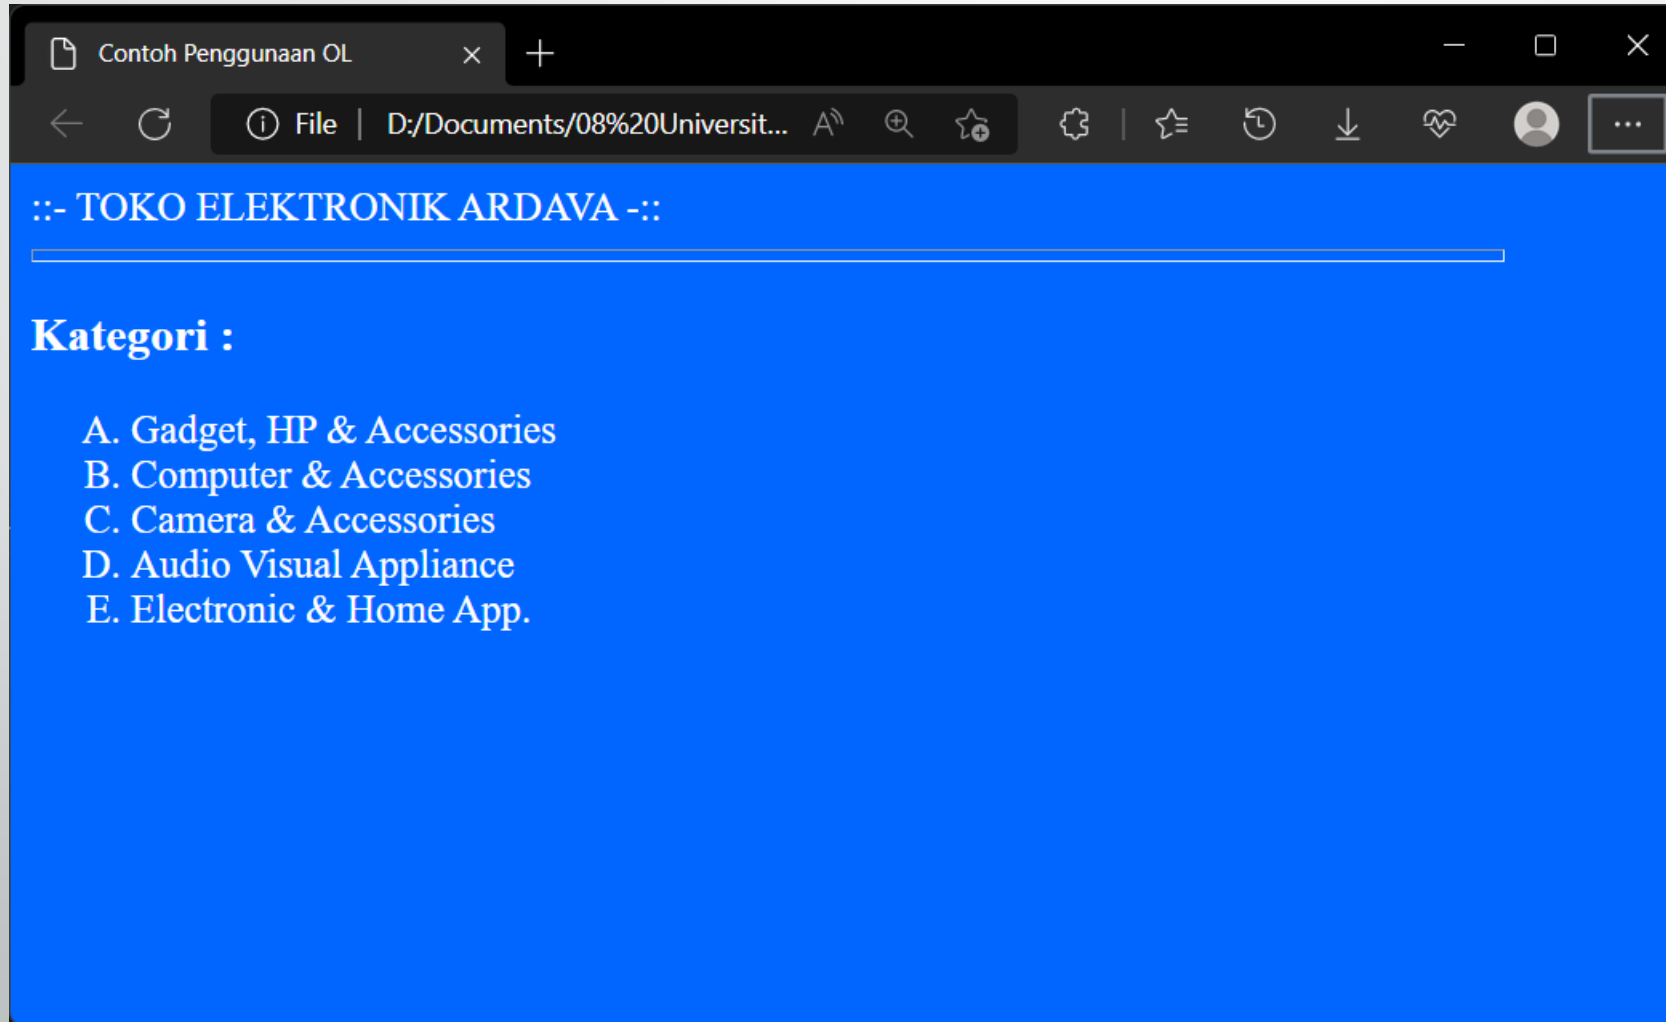 Contoh Penggunaan OL
File | D:/Documents/08%20Universit...
::- TOKO ELEKTRONIK ARDAVA -::
Kategori :
A. Gadget, HP & Accessories
B. Computer & Accessories
C. Camera & Accessories
D. Audio Visual Appliance
E. Electronic & Home App.